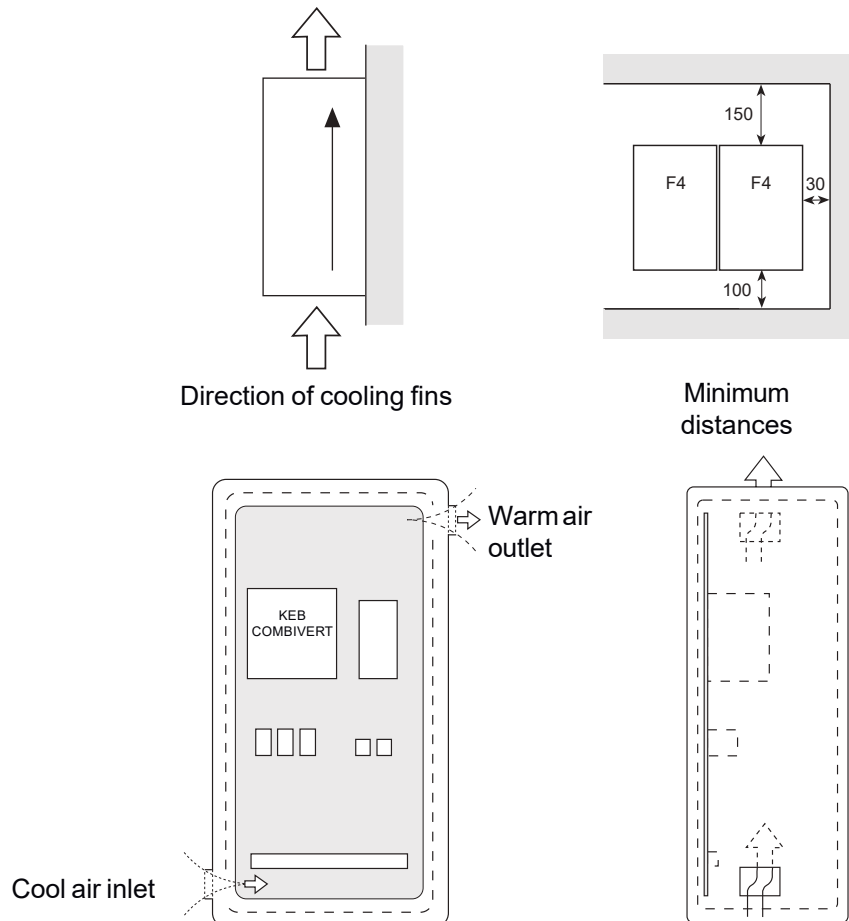 150
F4
F4
30
100
Direction of cooling fins
Minimum
distances
Warm air
outlet
KEB
COMBIVERT
Cool air inlet